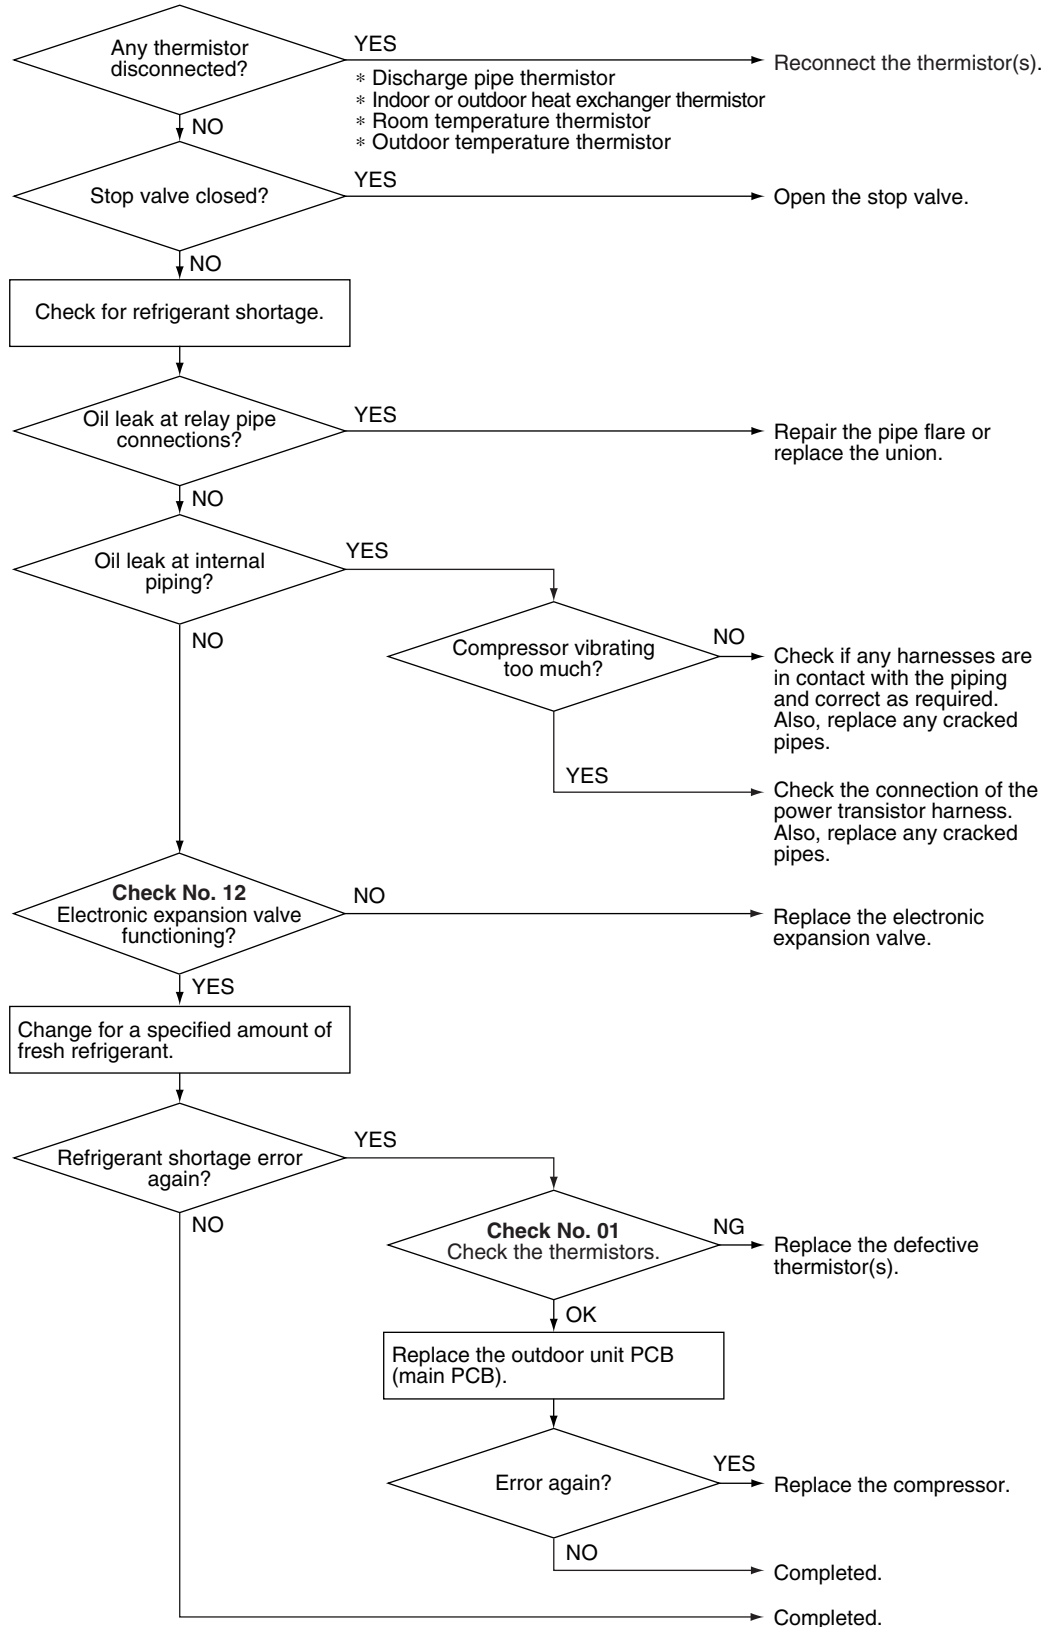 Any thermistor
disconnected?
YES
Reconnect the thermistor(s).
* Discharge pipe thermistor
* Indoor or outdoor heat exchanger thermistor
* Room temperature thermistor
* Outdoor temperature thermistor
NO
Stop valve closed?
YES
Open the stop valve.
NO
Check for refrigerant shortage.
Oil leak at relay pipe
connections?
YES
Repair the pipe flare or
replace the union.
NO
Oil leak at internal
piping?
YES
NO
Compressor vibrating
too much?
NO
Check if any harnesses are
in contact with the piping
and correct as required.
Also, replace any cracked
pipes.
YES
Check the connection of the
power transistor harness.
Also, replace any cracked
pipes.
Check No. 12
Electronic expansion valve
functioning?
NO
Replace the electronic
expansion valve.
YES
Change for a specified amount of
fresh refrigerant.
Refrigerant shortage error
again?
YES
NO
Check No. 01
Check the thermistors.
NG
Replace the defective
thermistor(s).
OK
Replace the outdoor unit PCB
(main PCB).
Error again?
YES
Replace the compressor.
NO
Completed.
Completed.